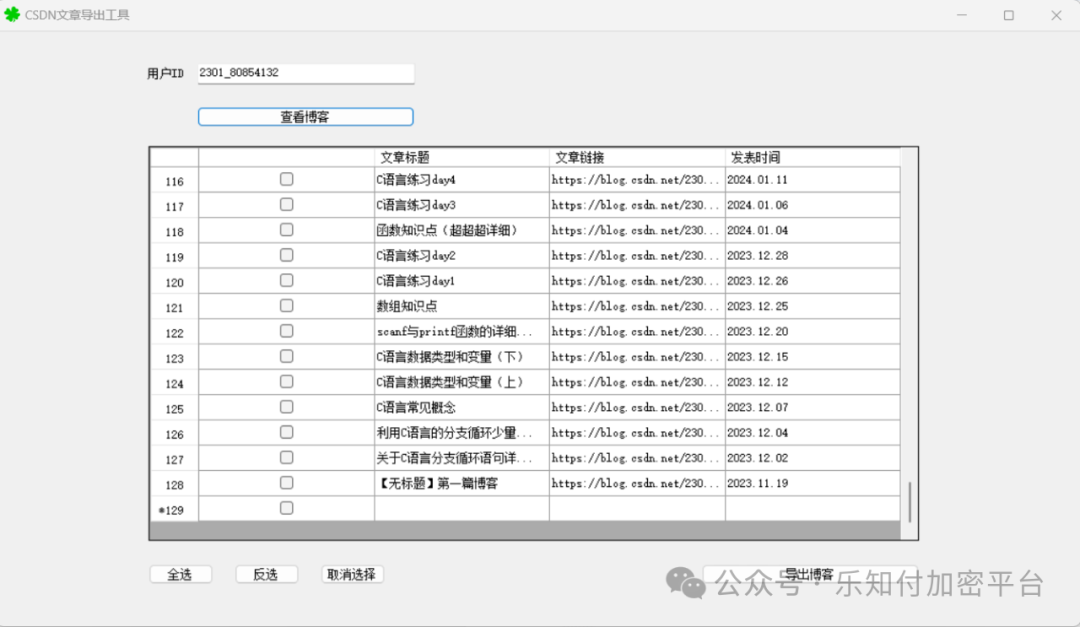 CSDN文章导出工具
用户ID 2301_80854132
查看博客
文章标题 文章链接 发表时间
116 C语言练习day4 https://blog.csdn.net/230... 2024.01.11
117 C语言练习day3 https://blog.csdn.net/230... 2024.01.06
118 函数知识点（超超超详细） https://blog.csdn.net/230... 2024.01.04
119 C语言练习day2 https://blog.csdn.net/230... 2023.12.28
120 C语言练习day1 https://blog.csdn.net/230... 2023.12.26
121 数组知识点 https://blog.csdn.net/230... 2023.12.25
122 scanf与printf函数的详细... https://blog.csdn.net/230... 2023.12.20
123 C语言数据类型和变量（下） https://blog.csdn.net/230... 2023.12.15
124 C语言数据类型和变量（上） https://blog.csdn.net/230... 2023.12.12
125 C语言常见概念 https://blog.csdn.net/230... 2023.12.07
126 利用C语言的分支循环少量... https://blog.csdn.net/230... 2023.12.04
127 关于C语言分支循环语句详... https://blog.csdn.net/230... 2023.12.02
128 【无标题】第一篇博客 https://blog.csdn.net/230... 2023.11.19
*129
全选 反选 取消选择 导出博客
公众号·乐知付加密平台